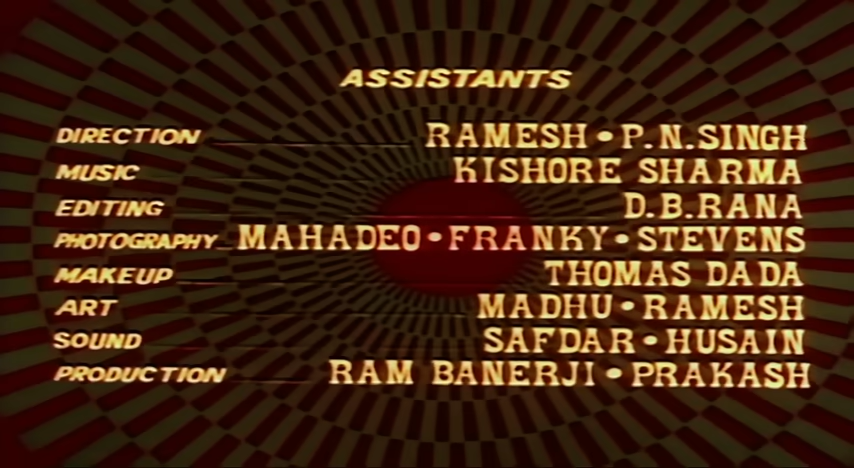 ASSISTANTS
DIRECTION RAMESH • P.N.SINGH
MUSIC KISHORE SHARMA
EDITING D.B.RANA
PHOTOGRAPHY MAHADEO • FRANKY • STEVENS
MAKEUP THOMAS DADA
ART MADHU • RAMESH
SOUND SAFDAR • HUSAIN
PRODUCTION RAM BANERJI • PRAKASH